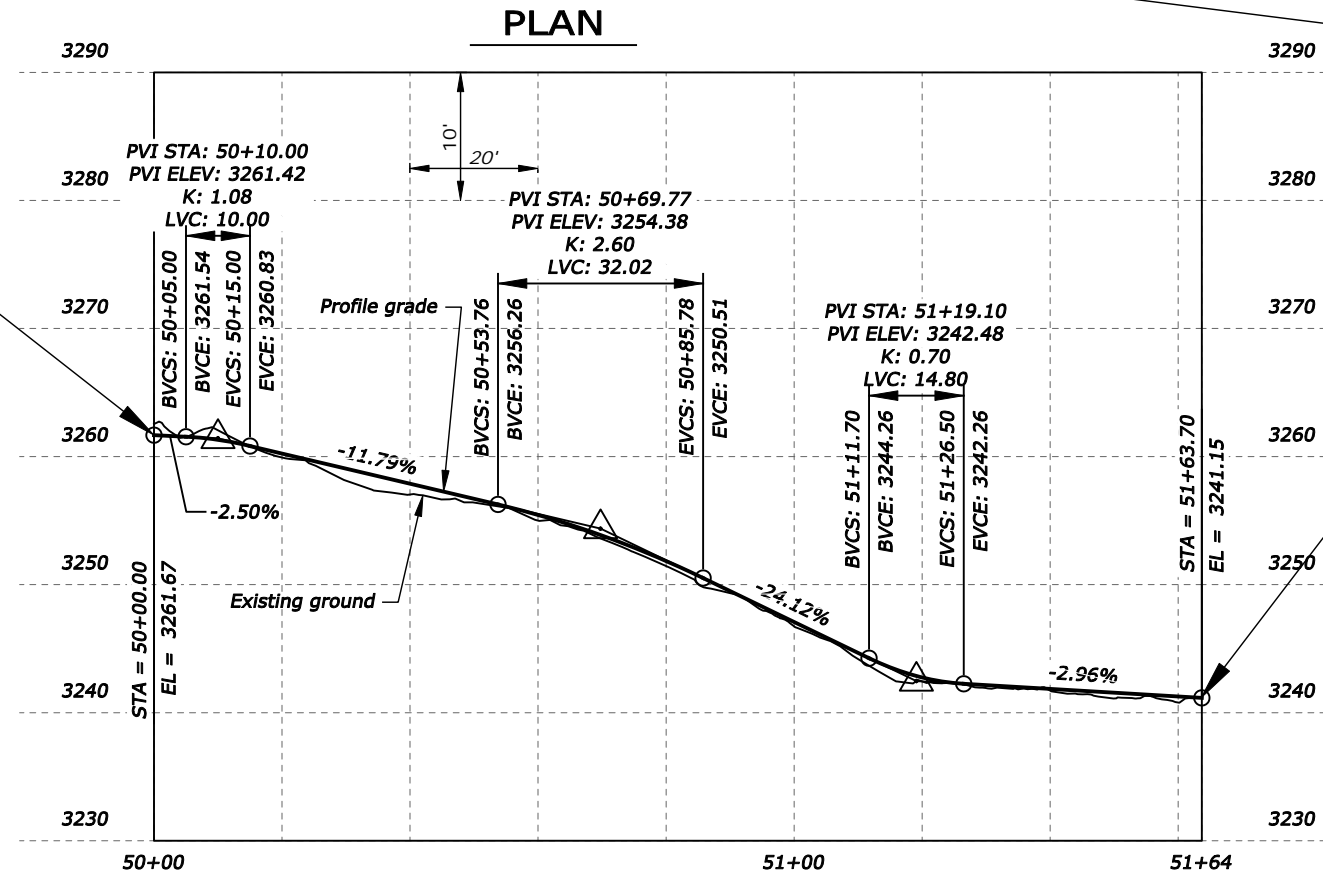 PLAN
3290
3290
10'
20'
PVI STA: 50+10.00
PVI ELEV: 3261.42
K: 1.08
LVC: 10.00
3280
3280
PVI STA: 50+69.77
PVI ELEV: 3254.38
K: 2.60
LVC: 32.02
BVCS: 50+05.00
BVCE: 3261.54
EVCS: 50+15.00
EVCE: 3260.83
3270
Profile grade
BVCS: 50+53.76
BVCE: 3256.26
EVCS: 50+85.78
EVCE: 3250.51
3270
PVI STA: 51+19.10
PVI ELEV: 3242.48
K: 0.70
LVC: 14.80
3260
3260
-11.79%
-2.50%
BVCS: 51+11.70
BVCE: 3244.26
EVCS: 51+26.50
EVCE: 3242.26
STA = 51+63.70
EL = 3241.15
3250
3250
STA = 50+00.00
EL = 3261.67
Existing ground
-24.12%
-2.96%
3240
3240
3230
3230
50+00
51+00
51+64